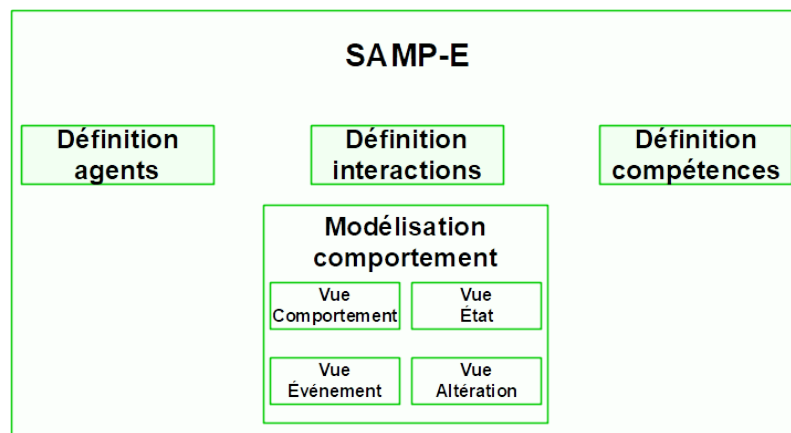 SAMP-E
Définition
agents
Définition
interactions
Définition
compétences
Modélisation
comportement
Vue
Comportement
Vue
État
Vue
Événement
Vue
Altération